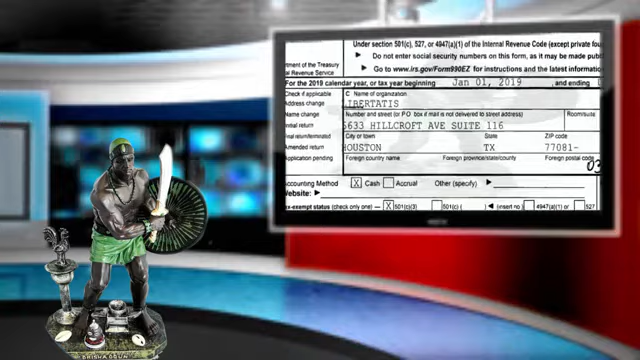 Under section 501(c), 527, or 4947(a)(1) of the Internal Revenue Code (except private fou
Do not enter social security numbers on this form, as it may be made publ
rtment of the Treasury
al Revenue Service
Go to www.irs.gov/Form990EZ for instructions and the latest informatio
For the 2019 calendar year, or tax year beginning Jan 01, 2019 , and ending
Check if applicable
C Name of organization
Address change
LIBERTATIS
Name change
Number and street (or P O box if mail is not delivered to street address)
Room/suite
Initial return
5633 HILLCROFT AVE SUITE 116
Final return/terminated
City or town
State
ZIP code
Amended return
HOUSTON
TX
77081-
Application pending
Foreign country name
Foreign province/state/county
Foreign postal code
03
Accounting Method
X Cash
Accrual
Other (specify)
Website:
x-exempt status (check only one) — X 501(c)(3) 501(c) ( ) (insert no) 4947(a)(1) or 527
ORISHA OGUN